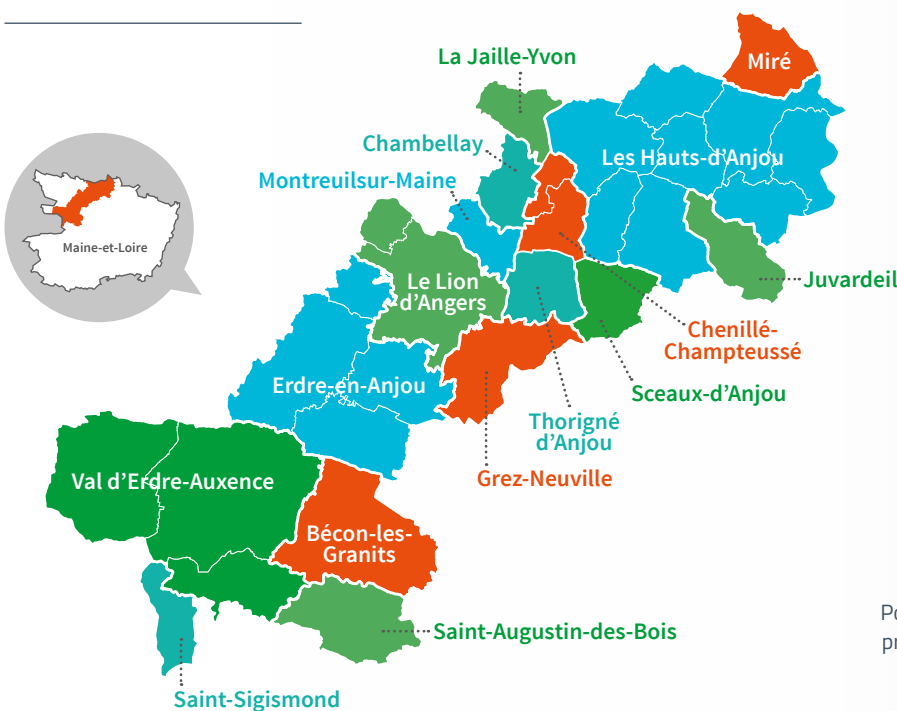 La Jaille-Yvon
Miré
Chambellay
Les Hauts-d'Anjou
Montreuilsur-Maine
Maine-et-Loire
Le Lion
d'Angers
Juvardeil
Chenillé-
Champteussé
Erdre-en-Anjou
Sceaux-d'Anjou
Thorigné
d'Anjou
Grez-Neuville
Val d'Erdre-Auxence
Bécon-les-
Granits
Saint-Augustin-des-Bois
Saint-Sigismond